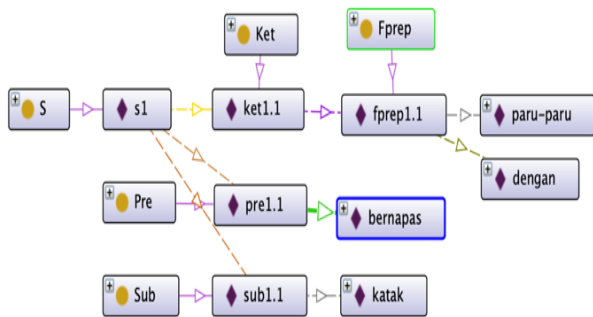 Ket
Fprep
S
s1
ket1.1
fprep1.1
paru-paru
dengan
Pre
pre1.1
bernapas
Sub
sub1.1
katak